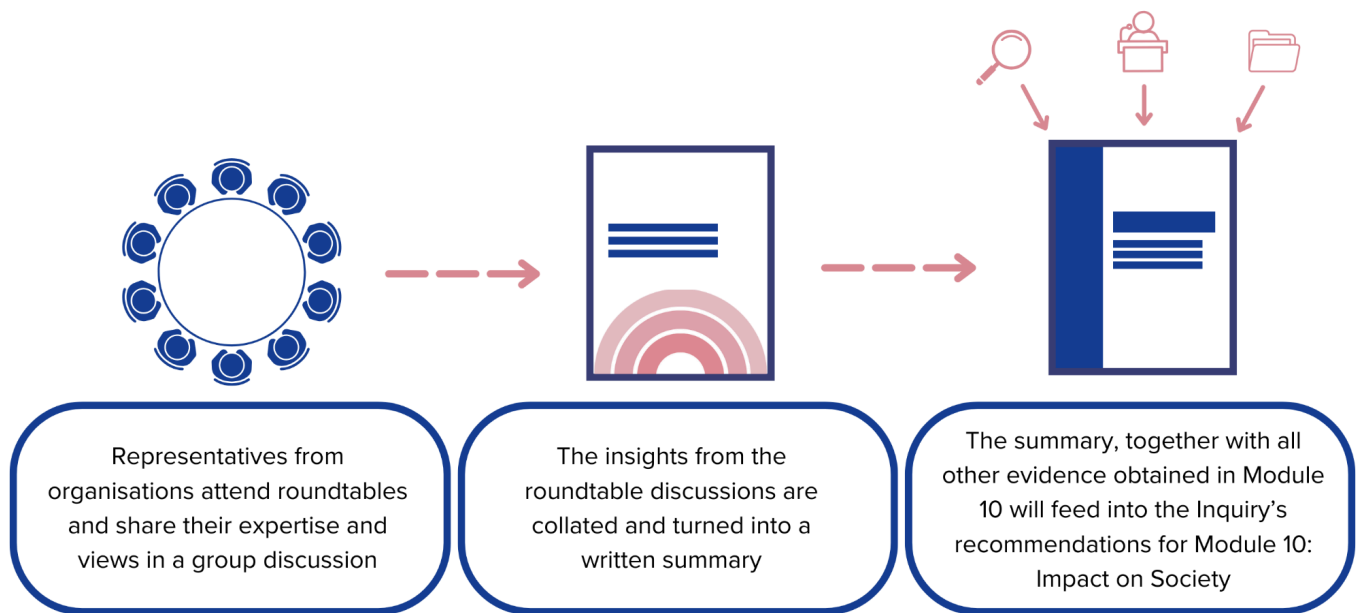 Representatives from
organisations attend roundtables
and share their expertise and
views in a group discussion
The insights from the
roundtable discussions are
collated and turned into a
written summary
The summary, together with all
other evidence obtained in Module
10 will feed into the Inquiry’s
recommendations for Module 10:
Impact on Society